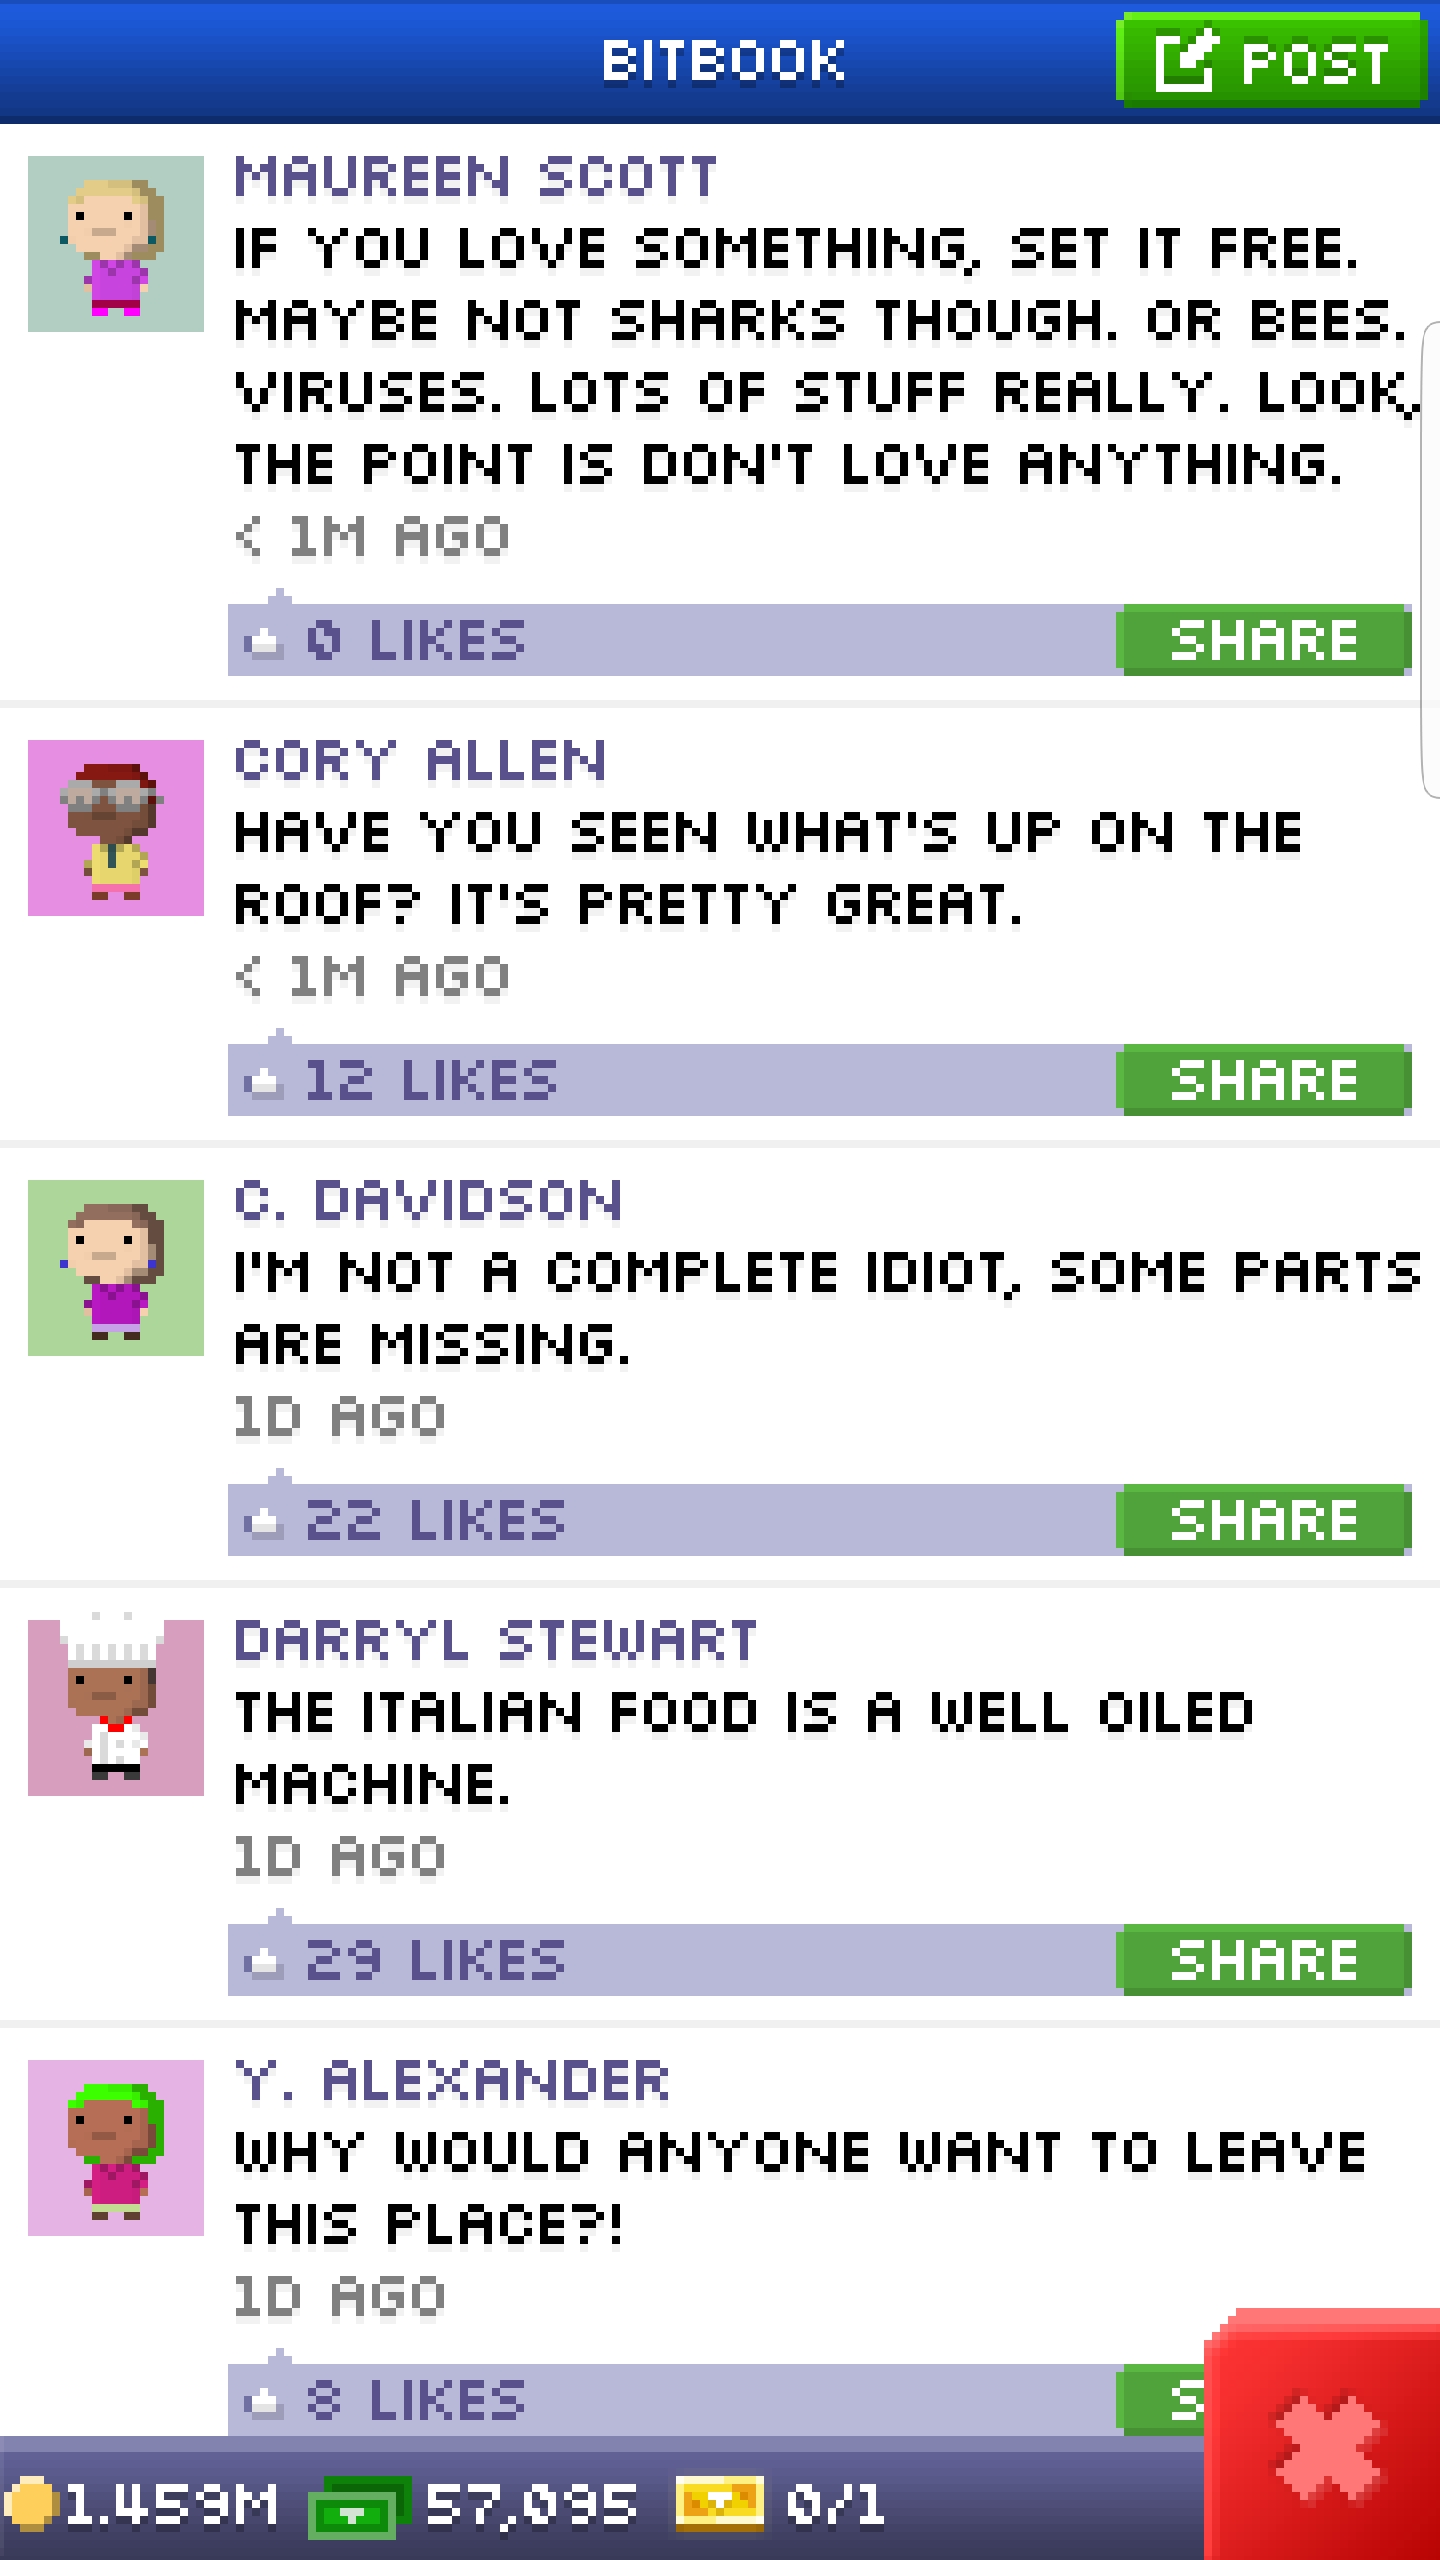 BITBOOK
POST
MAUREEN SCOTT
IF YOU LOVE SOMETHING, SET IT FREE.
MAYBE NOT SHARKS THOUGH. OR BEES.
VIRUSES. LOTS OF STUFF REALLY. LOOK,
THE POINT IS DON'T LOVE ANYTHING.
< 1M AGO
0 LIKES
SHARE
CORY ALLEN
HAVE YOU SEEN WHAT'S UP ON THE
ROOF? IT'S PRETTY GREAT.
< 1M AGO
12 LIKES
SHARE
C. DAVIDSON
I'M NOT A COMPLETE IDIOT, SOME PARTS
ARE MISSING.
1D AGO
22 LIKES
SHARE
DARRYL STEWART
THE ITALIAN FOOD IS A WELL OILED
MACHINE.
1D AGO
29 LIKES
SHARE
Y. ALEXANDER
WHY WOULD ANYONE WANT TO LEAVE
THIS PLACE?!
1D AGO
8 LIKES
1.459M
57,095
0/1